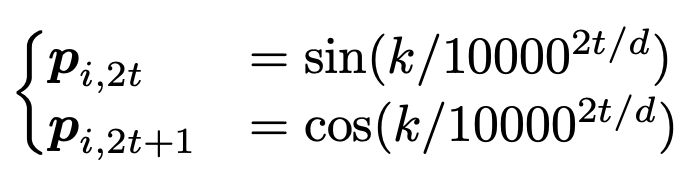 p_{i,2t} = sin(k/10000^{2t/d})
p_{i,2t+1} = cos(k/10000^{2t/d})